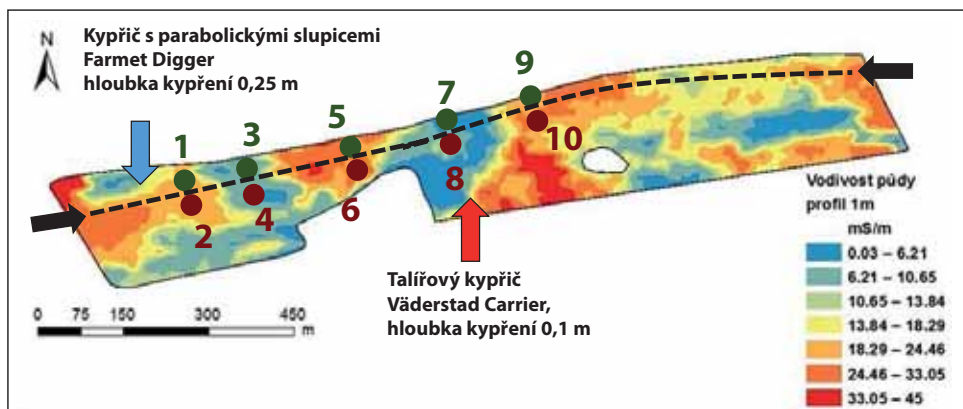 N
Kypřič s parabolickými slupicemi
Farmet Digger
hloubka kypření 0,25 m
1
3
5
7
9
2
4
6
8
10
Talířový kypřič
Väderstad Carrier,
hloubka kypření 0,1 m
0 75 150 300 450
m
Vodivost půdy
profil 1m
mS/m
0.03 – 6.21
6.21 – 10.65
10.65 – 13.84
13.84 – 18.29
18.29 – 24.46
24.46 – 33.05
33.05 – 45